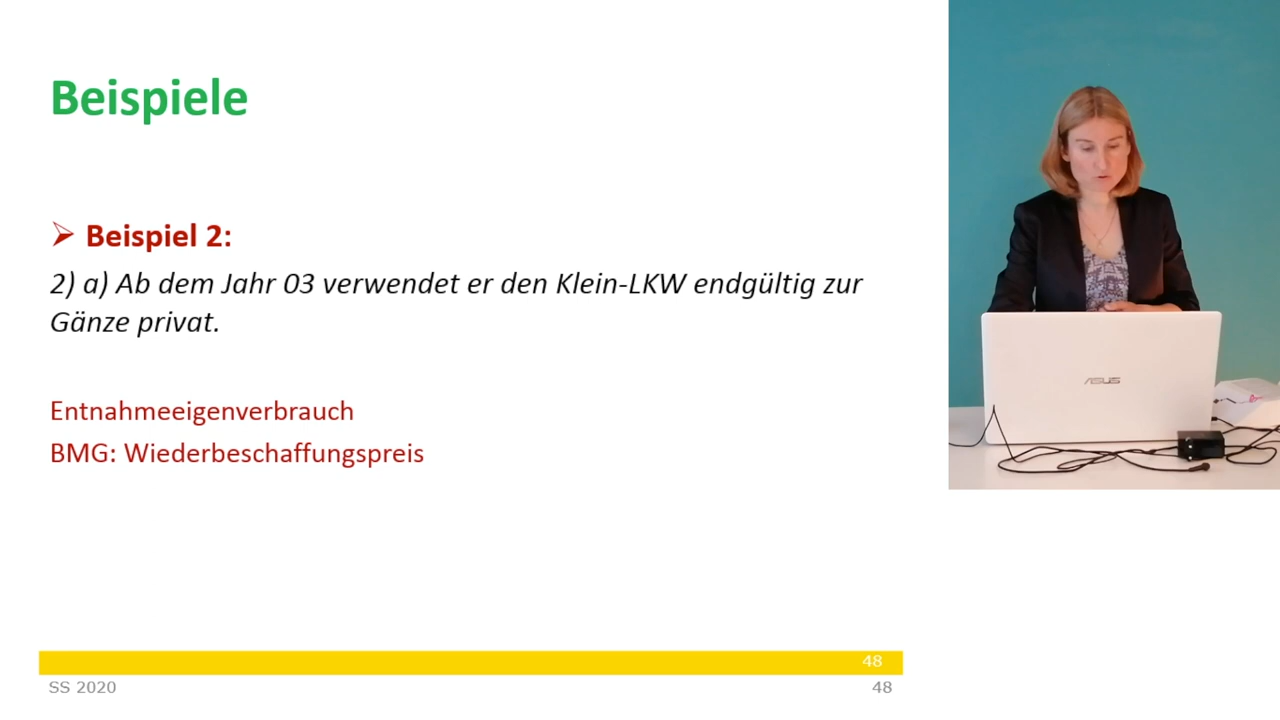 Beispiele
➢ Beispiel 2:
2) a) Ab dem Jahr 03 verwendet er den Klein-LKW endgültig zur
Gänze privat.
Entnahmeeigenverbrauch
BMG: Wiederbeschaffungspreis
ASUS
48
SS 2020
48